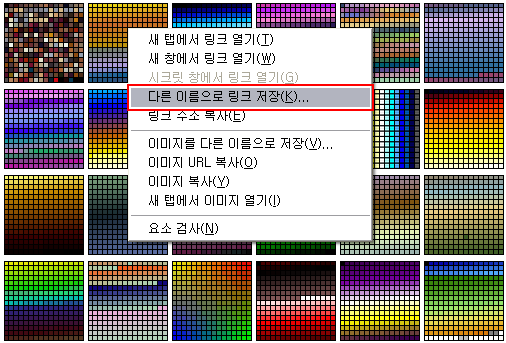 새 탭에서 링크 열기(T)
새 창에서 링크 열기(W)
시크릿 창에서 링크 열기(G)
다른 이름으로 링크 저장(K)...
링크 주소 복사(E)
이미지를 다른 이름으로 저장(V)...
이미지 URL 복사(O)
이미지 복사(Y)
새 탭에서 이미지 열기(I)
요소 검사(N)